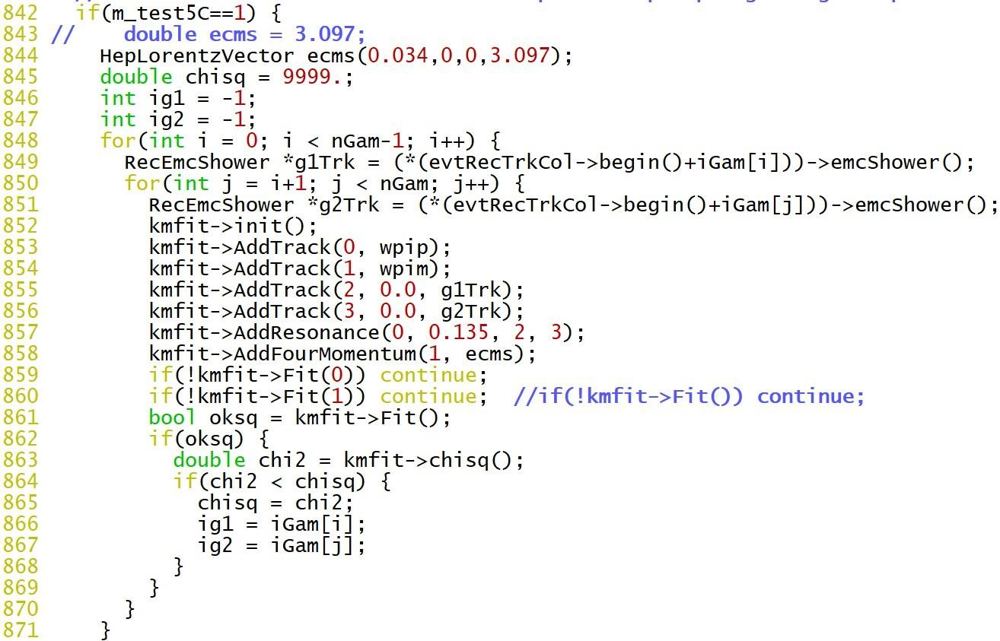 842   if(m_test5C==1) {
843 //    double ecms = 3.097;
844     HepLorentzVector ecms(0.034,0,0,3.097);
845     double chisq = 9999.;
846     int ig1 = -1;
847     int ig2 = -1;
848     for(int i = 0; i < nGam-1; i++) {
849       RecEmcShower *g1Trk = (*(evtRecTrkCol->begin()+iGam[i]))->emcShower();
850       for(int j = i+1; j < nGam; j++) {
851         RecEmcShower *g2Trk = (*(evtRecTrkCol->begin()+iGam[j]))->emcShower();
852         kmfit->init();
853         kmfit->AddTrack(0, wpip);
854         kmfit->AddTrack(1, wpim);
855         kmfit->AddTrack(2, 0.0, g1Trk);
856         kmfit->AddTrack(3, 0.0, g2Trk);
857         kmfit->AddResonance(0, 0.135, 2, 3);
858         kmfit->AddFourMomentum(1, ecms);
859         if(!kmfit->Fit(0)) continue;
860         if(!kmfit->Fit(1)) continue;  //if(!kmfit->Fit()) continue;
861         bool oksq = kmfit->Fit();
862         if(oksq) {
863           double chi2 = kmfit->chisq();
864           if(chi2 < chisq) {
865             chisq = chi2;
866             ig1 = iGam[i];
867             ig2 = iGam[j];
868           }
869         }
870       }
871     }